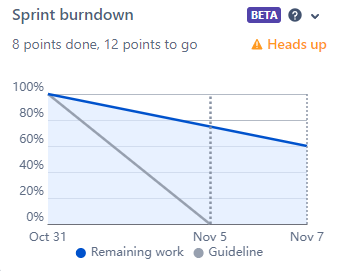 Sprint burndown BETA ?
8 points done, 12 points to go Heads up
100%
80%
60%
40%
20%
0%
Oct 31 Nov 5 Nov 7
Remaining work Guideline